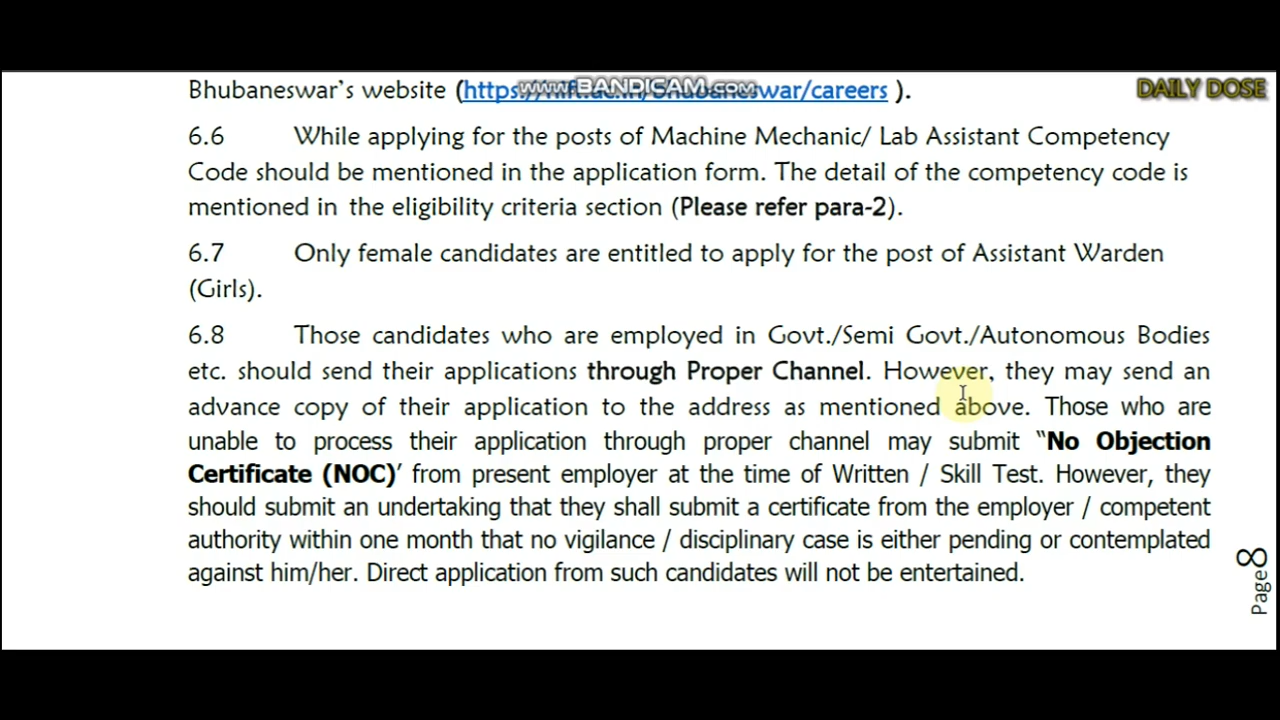 www.BANDICAM.com
DAILY DOSE
Bhubaneswar's website (https://nift.ac.in/bhubaneswar/careers ).
6.6 While applying for the posts of Machine Mechanic/ Lab Assistant Competency
Code should be mentioned in the application form. The detail of the competency code is
mentioned in the eligibility criteria section (Please refer para-2).
6.7 Only female candidates are entitled to apply for the post of Assistant Warden
(Girls).
6.8 Those candidates who are employed in Govt./Semi Govt./Autonomous Bodies
etc. should send their applications through Proper Channel. However, they may send an
advance copy of their application to the address as mentioned above. Those who are
unable to process their application through proper channel may submit “No Objection
Certificate (NOC)’ from present employer at the time of Written / Skill Test. However, they
should submit an undertaking that they shall submit a certificate from the employer / competent
authority within one month that no vigilance / disciplinary case is either pending or contemplated
against him/her. Direct application from such candidates will not be entertained.
Page8